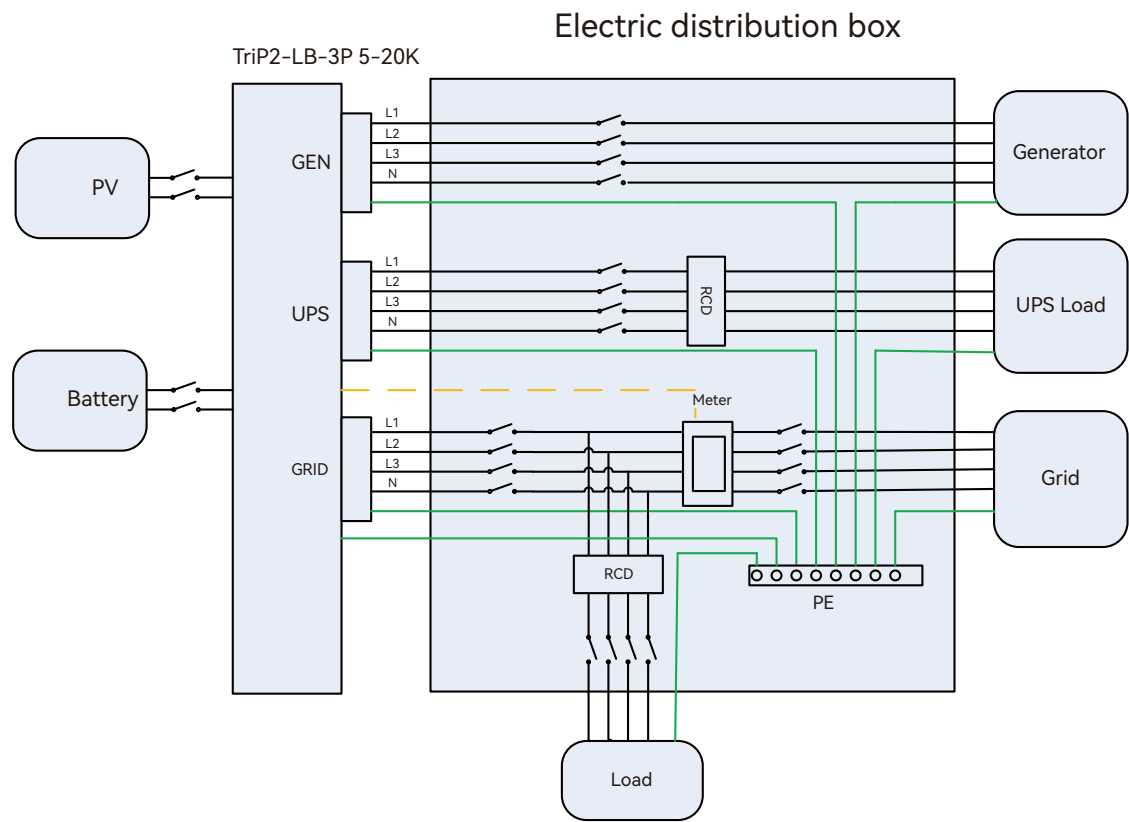 Electric distribution box
TriP2-LB-3P 5-20K
L1
L2
GEN
L3
N
Generator
PV
L1
L2
UPS
L3
N
RCD
UPS Load
Battery
Meter
L1
L2
GRID
L3
N
Grid
RCD
PE
Load